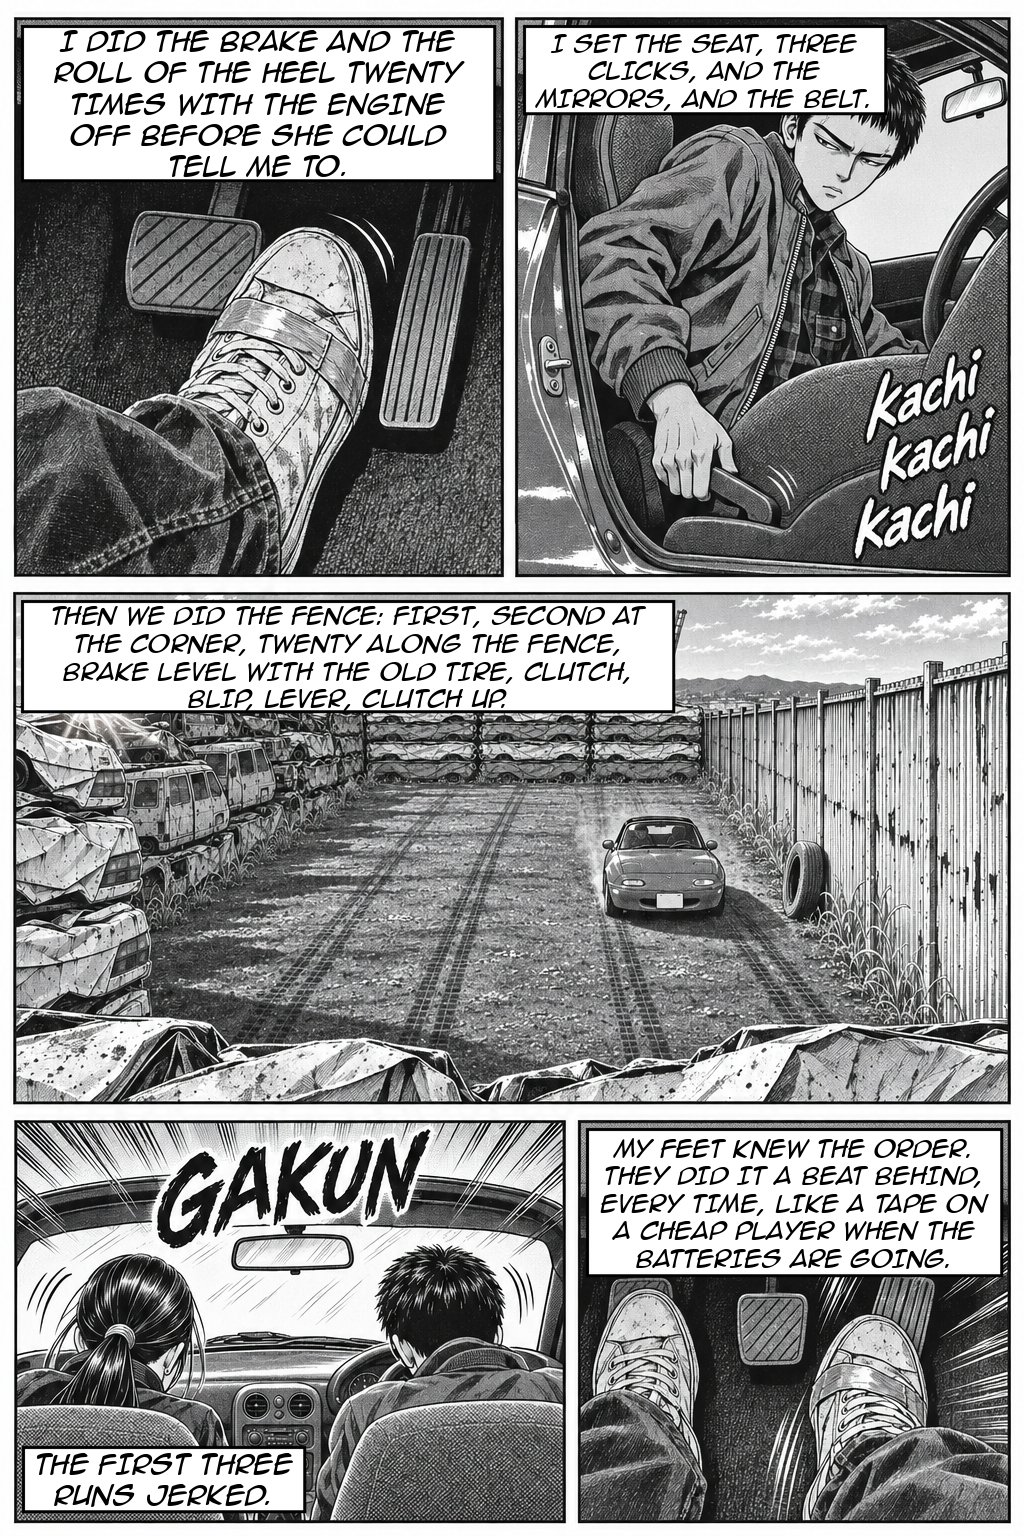 I DID THE BRAKE AND THE
ROLL OF THE HEEL TWENTY
TIMES WITH THE ENGINE
OFF BEFORE SHE COULD
TELL ME TO.
I SET THE SEAT, THREE
CLICKS, AND THE
MIRRORS, AND THE BELT.
kachi
kachi
kachi
THEN WE DID THE FENCE: FIRST, SECOND AT
THE CORNER, TWENTY ALONG THE FENCE,
BRAKE LEVEL WITH THE OLD TIRE, CLUTCH,
BLIP, LEVER, CLUTCH UP.
GAKUN
THE FIRST THREE
RUNS JERKED.
MY FEET KNEW THE ORDER.
THEY DID IT A BEAT BEHIND,
EVERY TIME, LIKE A TAPE ON
A CHEAP PLAYER WHEN THE
BATTERIES ARE GOING.